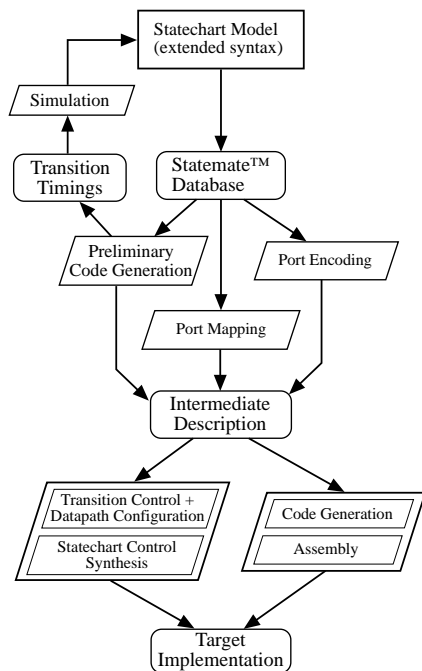 Statechart Model
(extended syntax)
Simulation
Transition
Timings
Statemate™
Database
Preliminary
Code Generation
Port Encoding
Port Mapping
Intermediate
Description
Transition Control +
Datapath Configuration
Statechart Control
Synthesis
Code Generation
Assembly
Target
Implementation